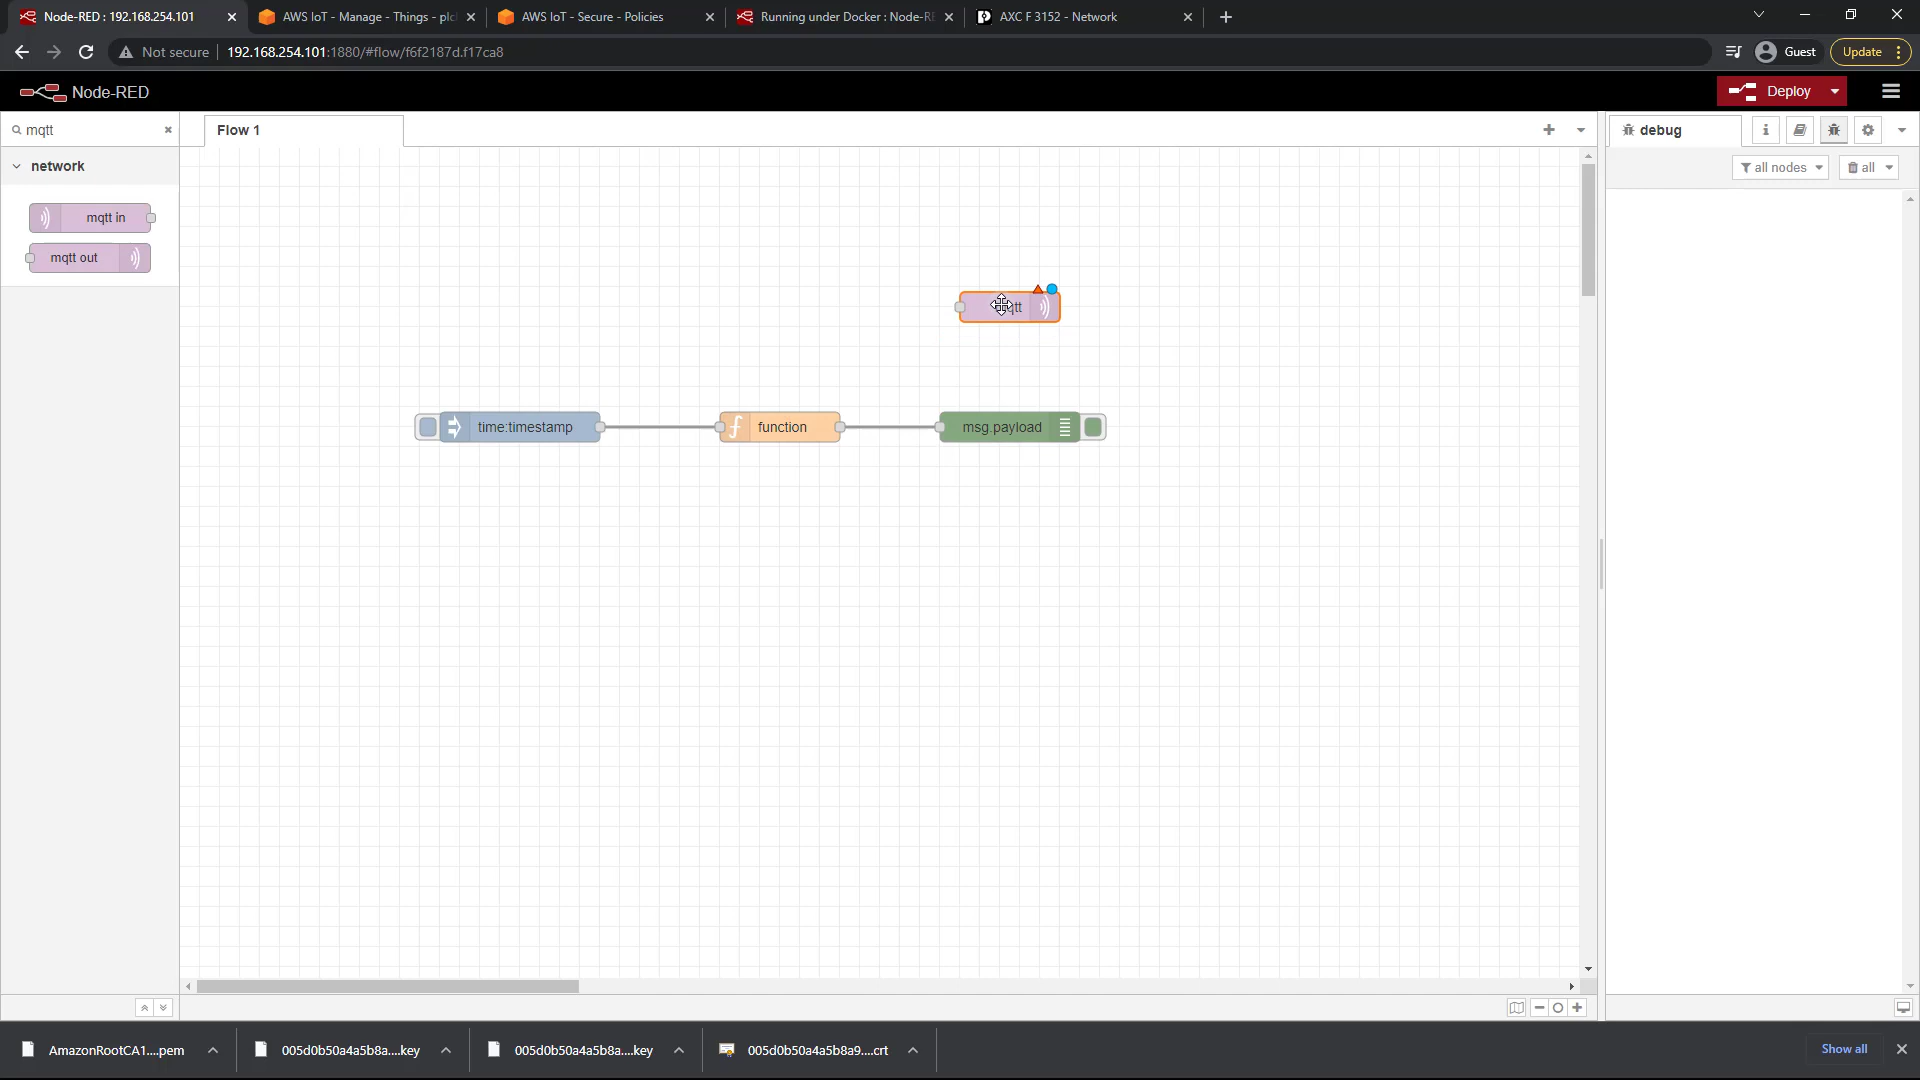 Node-RED : 192.168.254.101
AWS IoT - Manage - Things - plc
AWS IoT - Secure - Policies
Running under Docker : Node-RE
AXC F 3152 - Network
Not secure
192.168.254.101:1880/#flow/f6f2187d.f17ca8
Guest
Update
Node-RED
Deploy
mqtt
Flow 1
debug
network
all nodes
all
mqtt in
mqtt out
time:timestamp
function
msg.payload
AmazonRootCA1....pem
005d0b50a4a5b8a....key
005d0b50a4a5b8a....key
005d0b50a4a5b8a9....crt
Show all